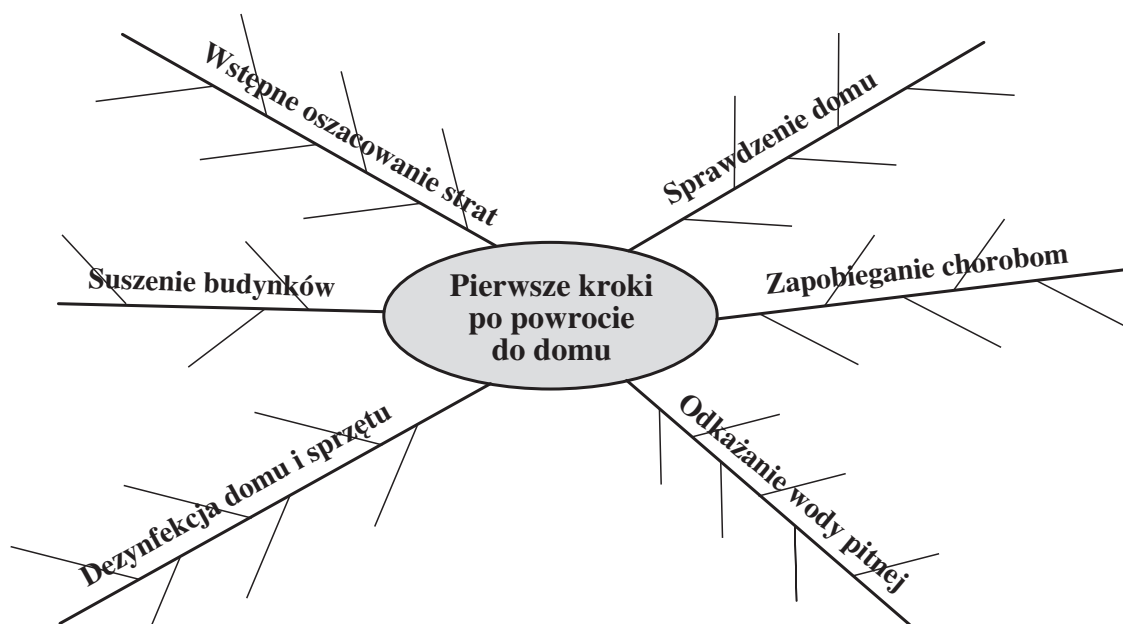 Wstępne oszacowanie strat
Sprawdzenie domu
Suszenie budynków
Pierwsze kroki
po powrocie
do domu
Zapobieganie chorobom
Dezynfekcja domu i sprzętu
Odkażanie wody pitnej